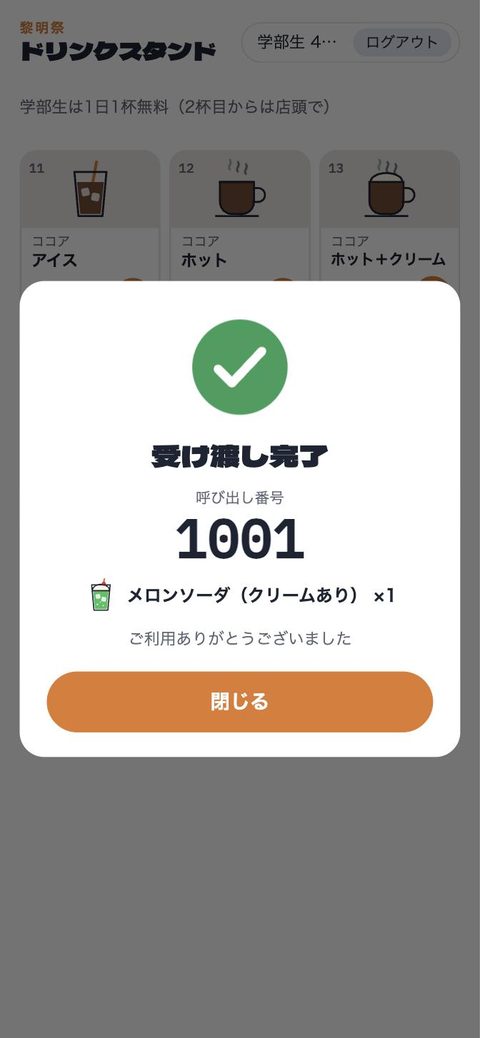 黎明祭
ドリンクスタンド
学部生 4…
ログアウト
学部生は1日1杯無料（2杯目からは店頭で）
11
12
13
ココア
アイス
ココア
ホット
ココア
ホット＋クリーム
受け渡し完了
呼び出し番号
1001
メロンソーダ（クリームあり） ×1
ご利用ありがとうございました
閉じる